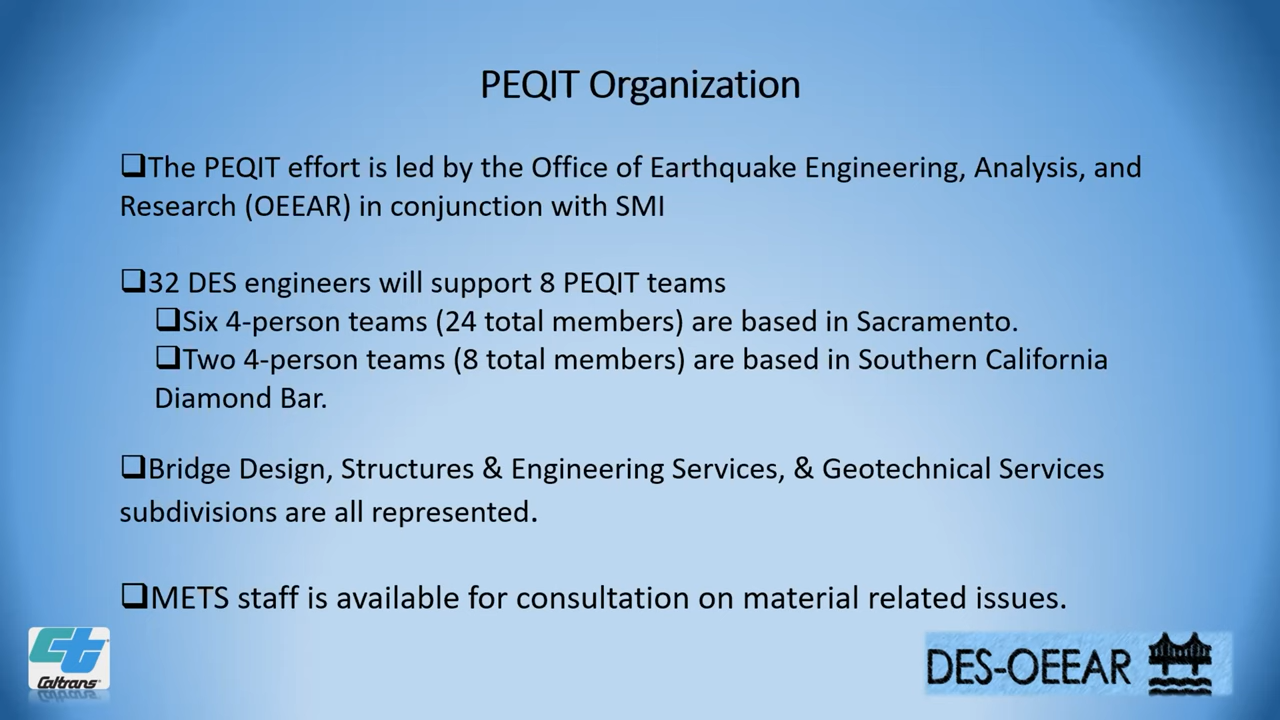 PEQIT Organization
❑The PEQIT effort is led by the Office of Earthquake Engineering, Analysis, and
Research (OEEAR) in conjunction with SMI
❑32 DES engineers will support 8 PEQIT teams
❑Six 4-person teams (24 total members) are based in Sacramento.
❑Two 4-person teams (8 total members) are based in Southern California
Diamond Bar.
❑Bridge Design, Structures & Engineering Services, & Geotechnical Services
subdivisions are all represented.
❑METS staff is available for consultation on material related issues.
ct
Caltrans®
DES-OEEAR